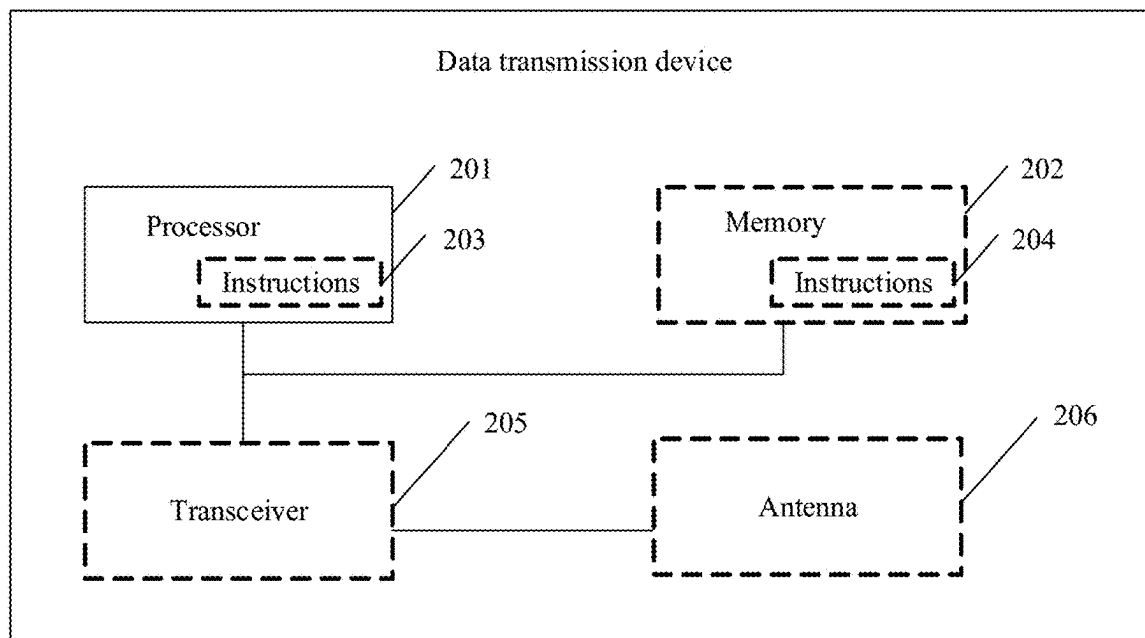 Data transmission device
201
202
Processor
Memory
203
204
Instructions
Instructions
205
206
Transceiver
Antenna